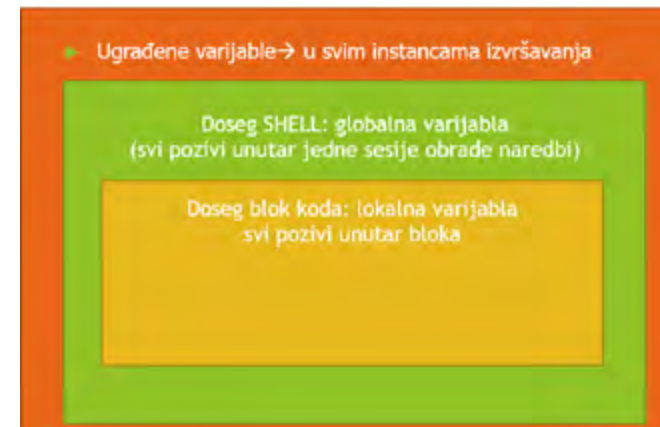 Ugrađene varijable→ u svim instancama izvršavanja
Doseg SHELL: globalna varijabla
(svi pozivi unutar jedne sesije obrade naredbi)
Doseg blok koda: lokalna varijabla
svi pozivi unutar bloka